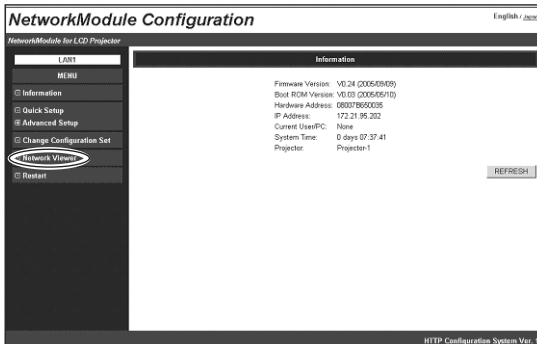 NetworkModule Configuration
English /
NetworkModule for LCD Projector
LAN1
MENU
Information
Quick Setup
Advanced Setup
Change Configuration Set
Network Viewer
Restart
Information
Firmware Version: V0.24 (2005/09/09)
Boot ROM Version: V0.03 (2005/05/10)
Hardware Address: 08007B650035
IP Address: 172.21.95.202
Current User/PC: None
System Time: 0 days 07:37:41
Projector: Projector-1
REFRESH
HTTP Configuration System Ver.